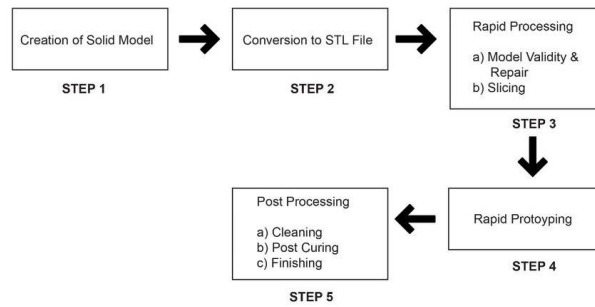 Creation of Solid Model
STEP 1
Conversion to STL File
STEP 2
Rapid Processing
a) Model Validity &
Repair
b) Slicing
STEP 3
Rapid Protoyping
STEP 4
Post Processing
a) Cleaning
b) Post Curing
c) Finishing
STEP 5